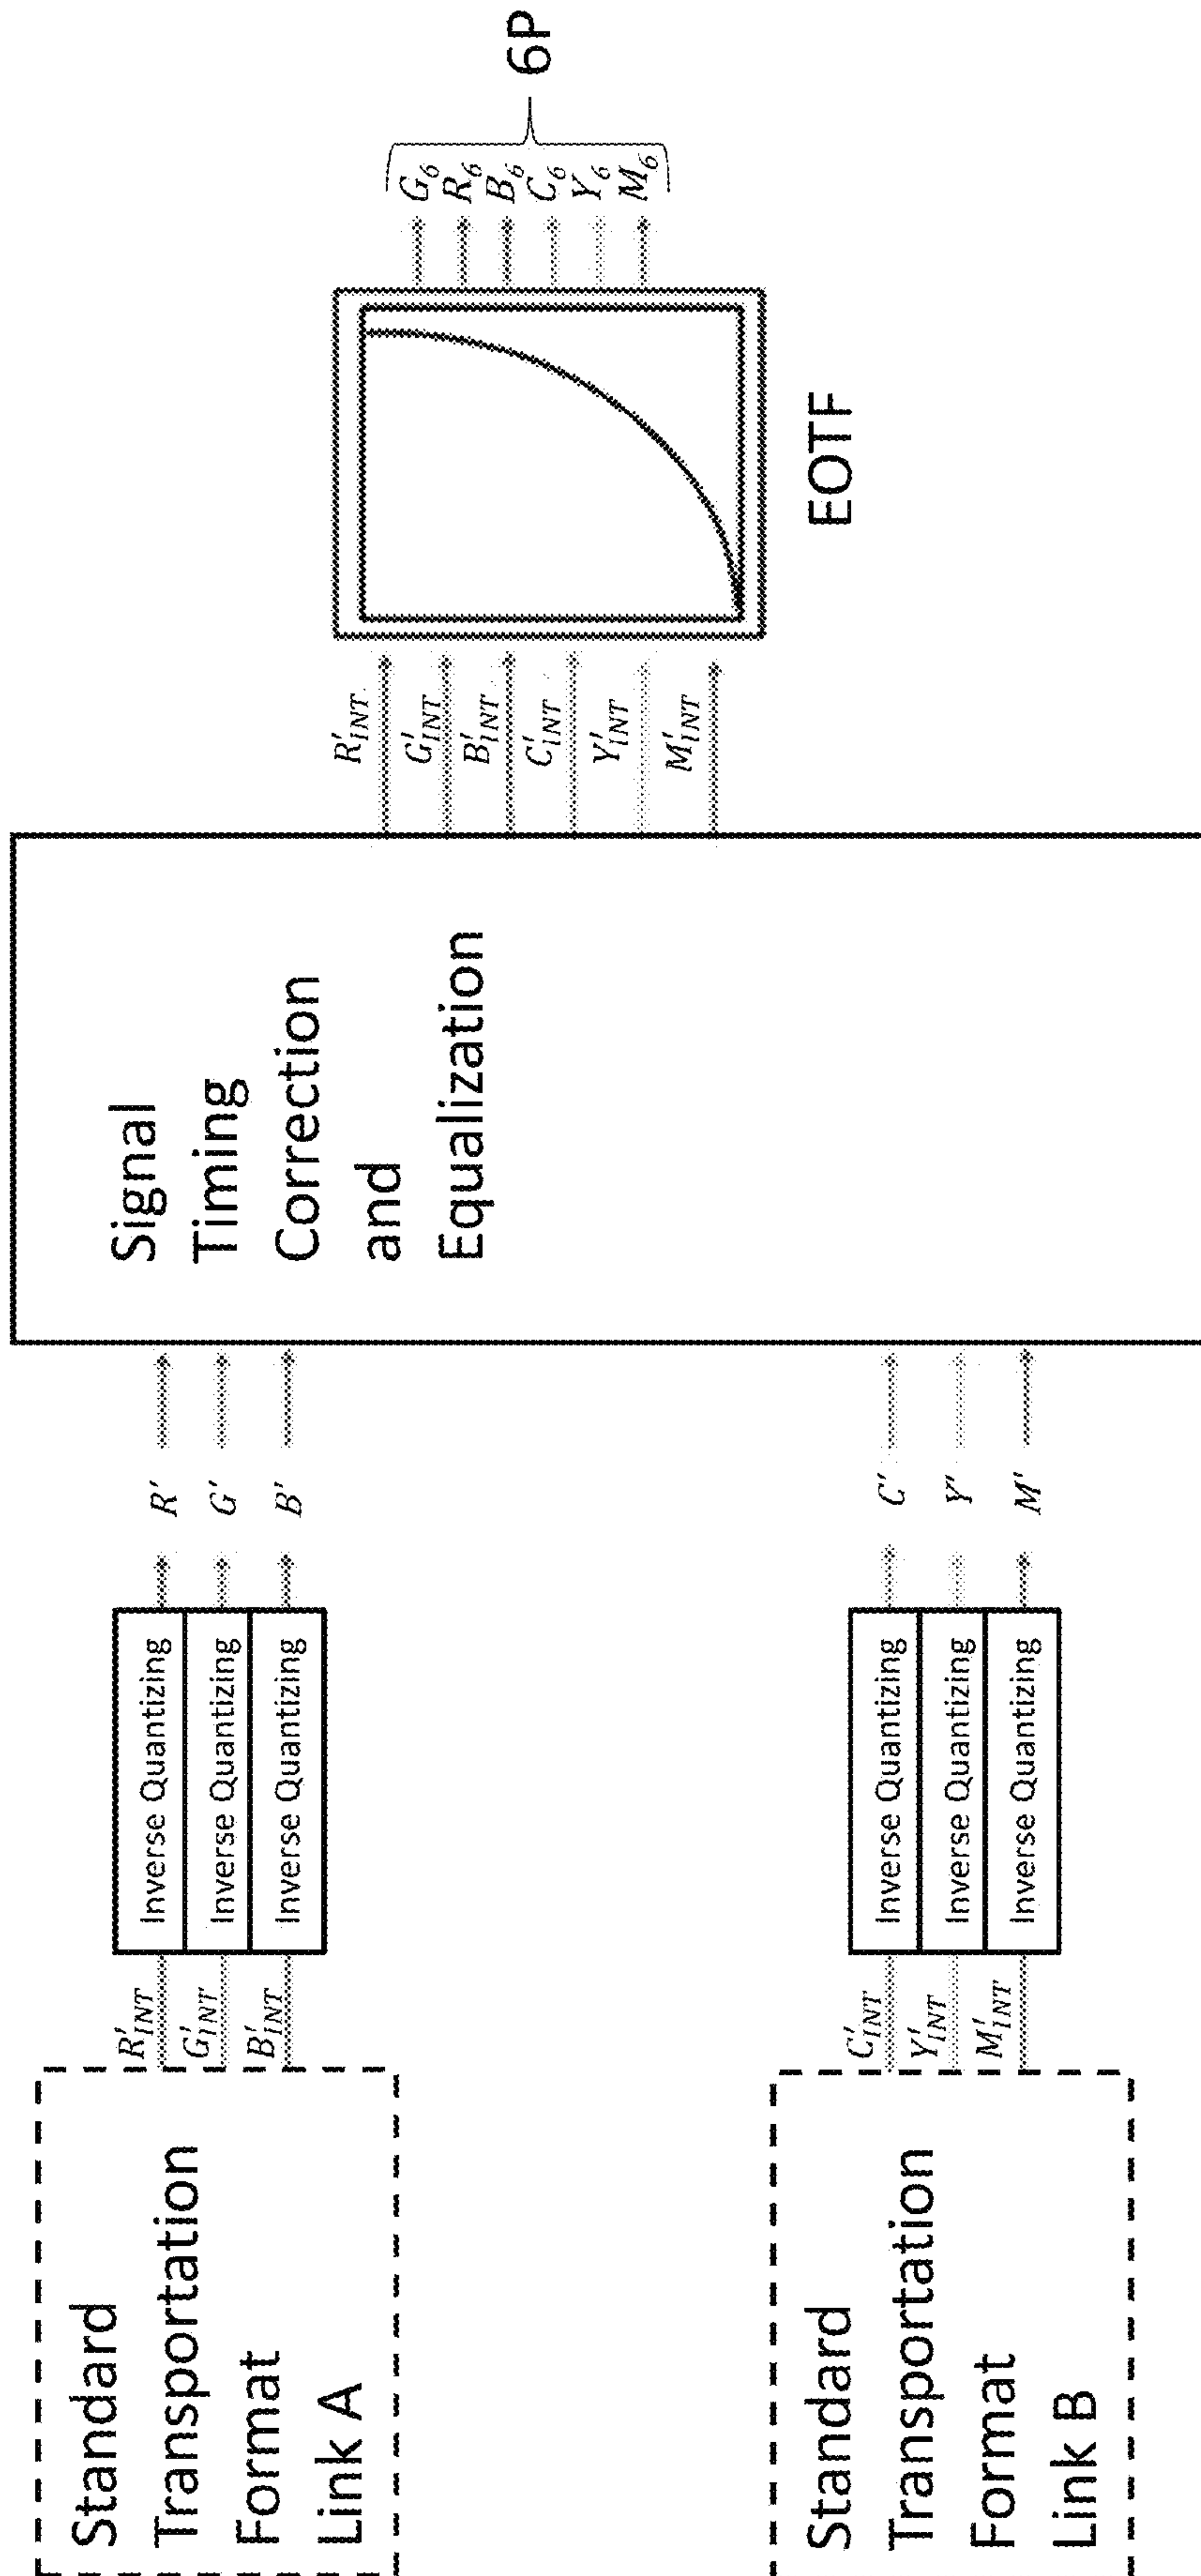 Standard
Transportation
Format
Link A
R'INT
G'INT
B'INT
Inverse Quantizing
Inverse Quantizing
Inverse Quantizing
R'
G'
B'
Standard
Transportation
Format
Link B
C'INT
Y'INT
M'INT
Inverse Quantizing
Inverse Quantizing
Inverse Quantizing
C'
Y'
M'
Signal
Timing
Correction
and
Equalization
R'INT
G'INT
B'INT
C'INT
Y'INT
M'INT
EOTF
G6
R6
B6
C6
Y6
M6
6P